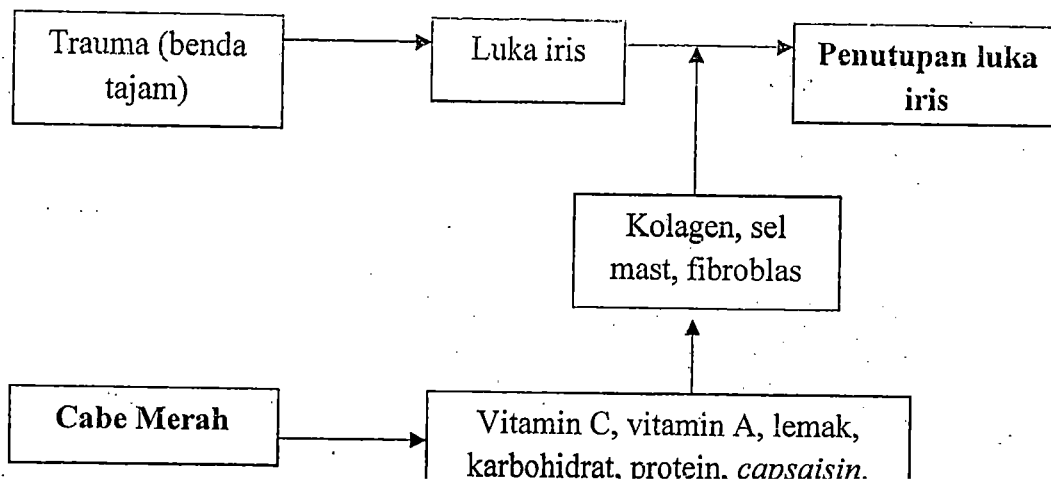 Trauma (benda
tajam)
Luka iris
Penutupan luka
iris
Kolagen, sel
mast, fibroblas
Cabe Merah
Vitamin C, vitamin A, lemak,
karbohidrat, protein, capsaisin.